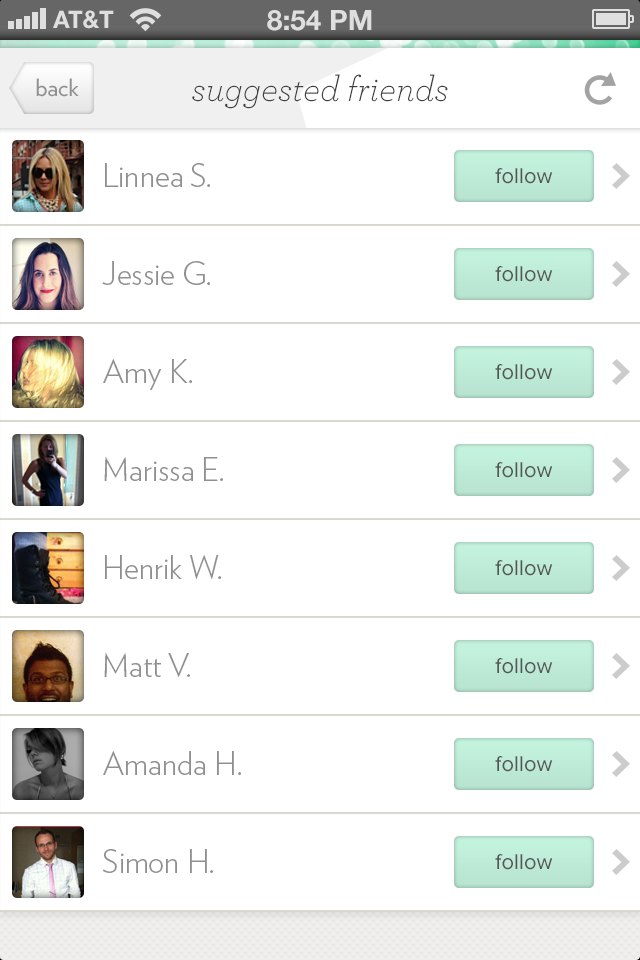 AT&T 8:54 PM
back suggested friends
Linnea S. follow
Jessie G. follow
Amy K. follow
Marissa E. follow
Henrik W. follow
Matt V. follow
Amanda H. follow
Simon H. follow